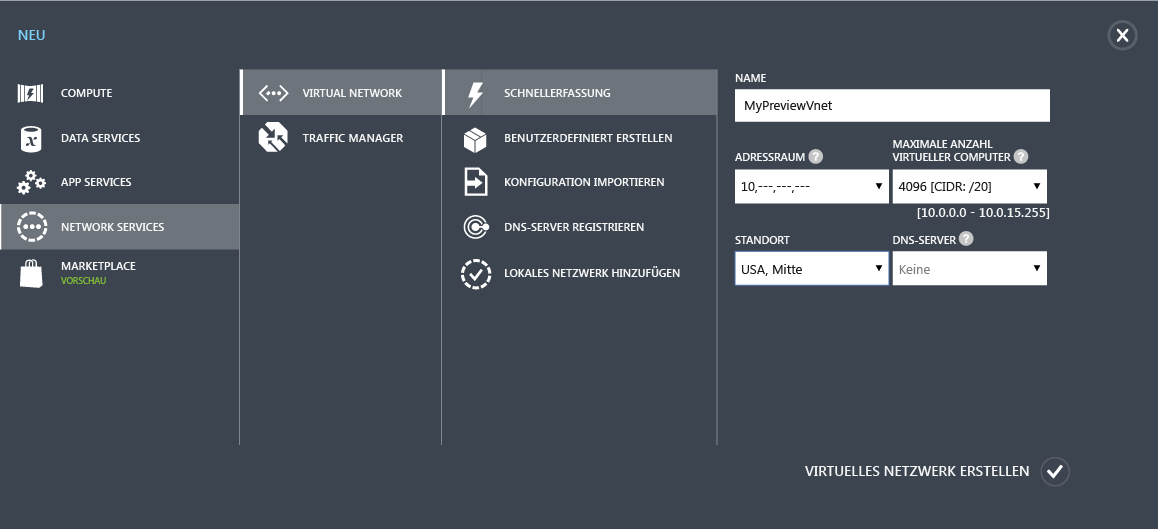 NEU
COMPUTE
DATA SERVICES
APP SERVICES
NETWORK SERVICES
MARKETPLACE
VORSCHAU
VIRTUAL NETWORK
TRAFFIC MANAGER
SCHNELLERFASSUNG
BENUTZERDEFINIERT ERSTELLEN
KONFIGURATION IMPORTIEREN
DNS-SERVER REGISTRIEREN
LOKALES NETZWERK HINZUFÜGEN
NAME
MyPreviewVnet
ADRESSRAUM ?
10,---,---,---
MAXIMALE ANZAHL
VIRTUELLER COMPUTER ?
4096 [CIDR: /20]
[10.0.0.0 - 10.0.15.255]
STANDORT
USA, Mitte
DNS-SERVER ?
Keine
VIRTUELLES NETZWERK ERSTELLEN